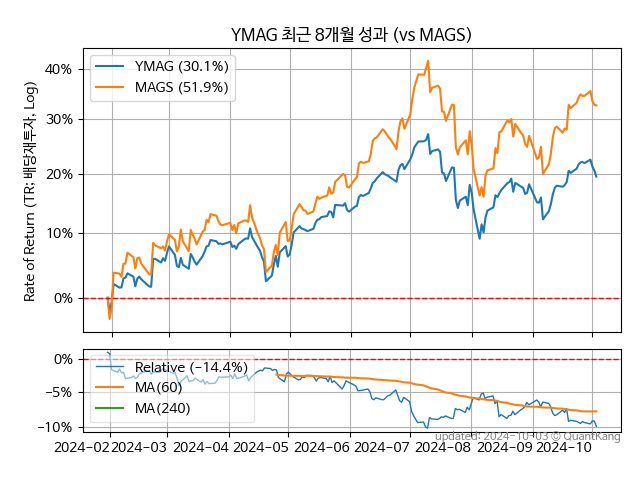 YMAG 최근 8개월 성과 (vs MAGS)
Rate of Return (TR: 배당재투자, Log)
40%
30%
20%
10%
0%
YMAG (30.1%)
MAGS (51.9%)
0%
−5%
−10%
Relative (−14.4%)
MA(60)
MA(240)
2024-02 2024-03 2024-04 2024-05 2024-06 2024-07 2024-08 2024-09 2024-10
updated: 2024-10-03 © QuantKang